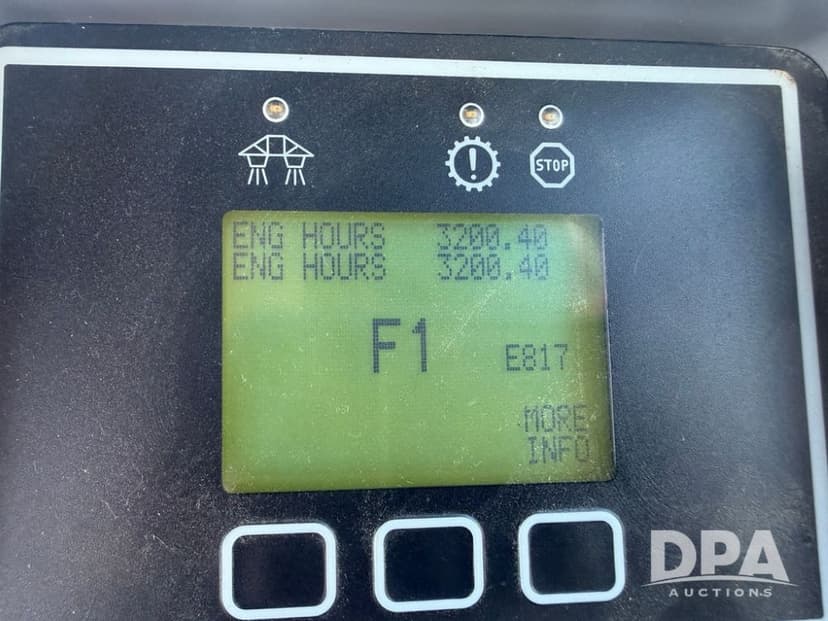 STOP
ENG HOURS 3200.40
ENG HOURS 3200.40
F1
E817
MORE
INFO
DPA
AUCTIONS